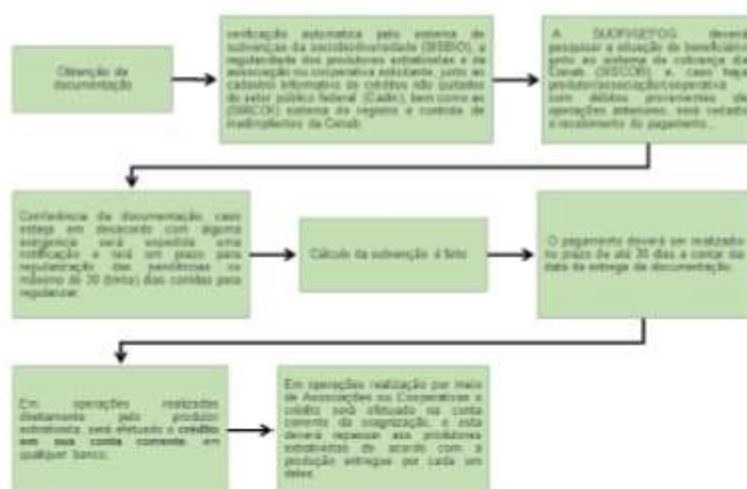 Obtenção da
documentação
verificação automatica pelo sistema de
subvenção da sociobiodiversidade (SISBIO), a
regularidade dos produtores extrativistas e da
associação ou cooperativa solicitante, junto ao
cadastro informativo de créditos não quitados
do setor público federal (Cadin), bem como ao
sistema de registro e controle de
inadimplentes da Conab.
A SUOFI/GEFOG deverá
pesquisar a situação do beneficiário
junto ao sistema de cobrança da
Conab (SISCOB) e, caso haja
produtor/associação/cooperativa
com débitos provenientes de
operações anteriores, será vedado
o recebimento do pagamento...
Conferência da documentação, caso
esteja em desacordo com alguma
exigência será expedida uma
notificação e terá um prazo para
regularização das pendências no
máximo de 30 (trinta) dias corridos para
regularizar.
Cálculo da subvenção é feito
O pagamento deverá ser realizado
no prazo de até 30 dias a contar da
data da entrega da documentação.
Em operações realizadas
diretamente pelo produtor
extrativista, será efetuado o crédito
em sua conta corrente, em
qualquer banco;
Em operações realização por meio
de Associações ou Cooperativas o
crédito será efetuado na conta
corrente da organização, e esta
deverá repassar aos produtores
extrativistas de acordo com a
produção entregue por cada um
deles.